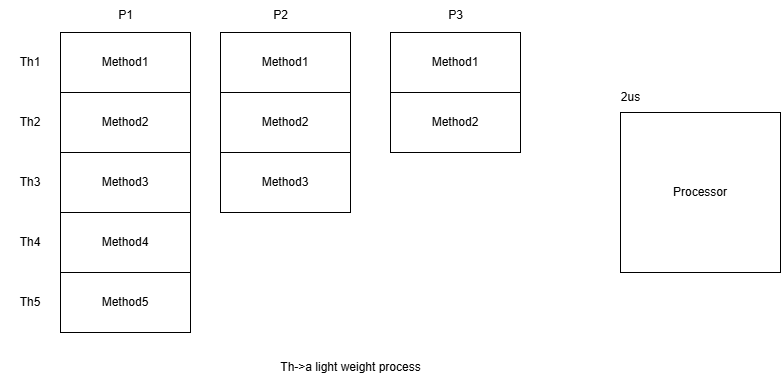 P1 P2 P3
Th1 Method1 Method1 Method1
2us
Th2 Method2 Method2 Method2
Th3 Method3 Method3 Processor
Th4 Method4
Th5 Method5
Th->a light weight process